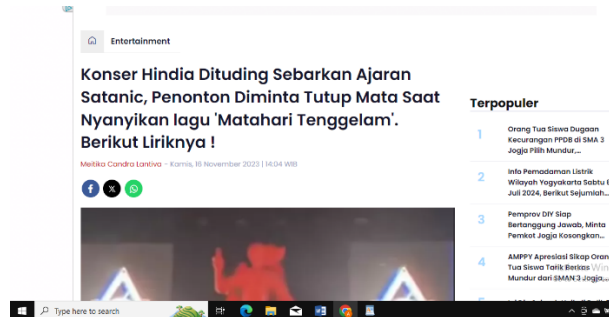 Entertainment
Konser Hindia Dituding Sebarkan Ajaran
Satanic, Penonton Diminta Tutup Mata Saat
Nyanyikan lagu 'Matahari Tenggelam'.
Berikut Liriknya !
Meitika Candra Lantiva - Kamis, 16 November 2023 | 14:04 WIB
Terpopuler
1
Orang Tua Siswa Dugaan
Kecurangan PPDB di SMA 3
Jogja Pilih Mundur,...
2
Info Pemadaman Listrik
Wilayah Yogyakarta Sabtu 6
Juli 2024, Berikut Sejumlah...
3
Pemprov DIY Siap
Bertanggung Jawab, Minta
Pemkot Jogja Kosongkan...
4
AMPPY Apresiasi Sikap Oran
Tua Siswa Tarik Berkas
Mundur dari SMAN 3 Jogja,...
Type here to search